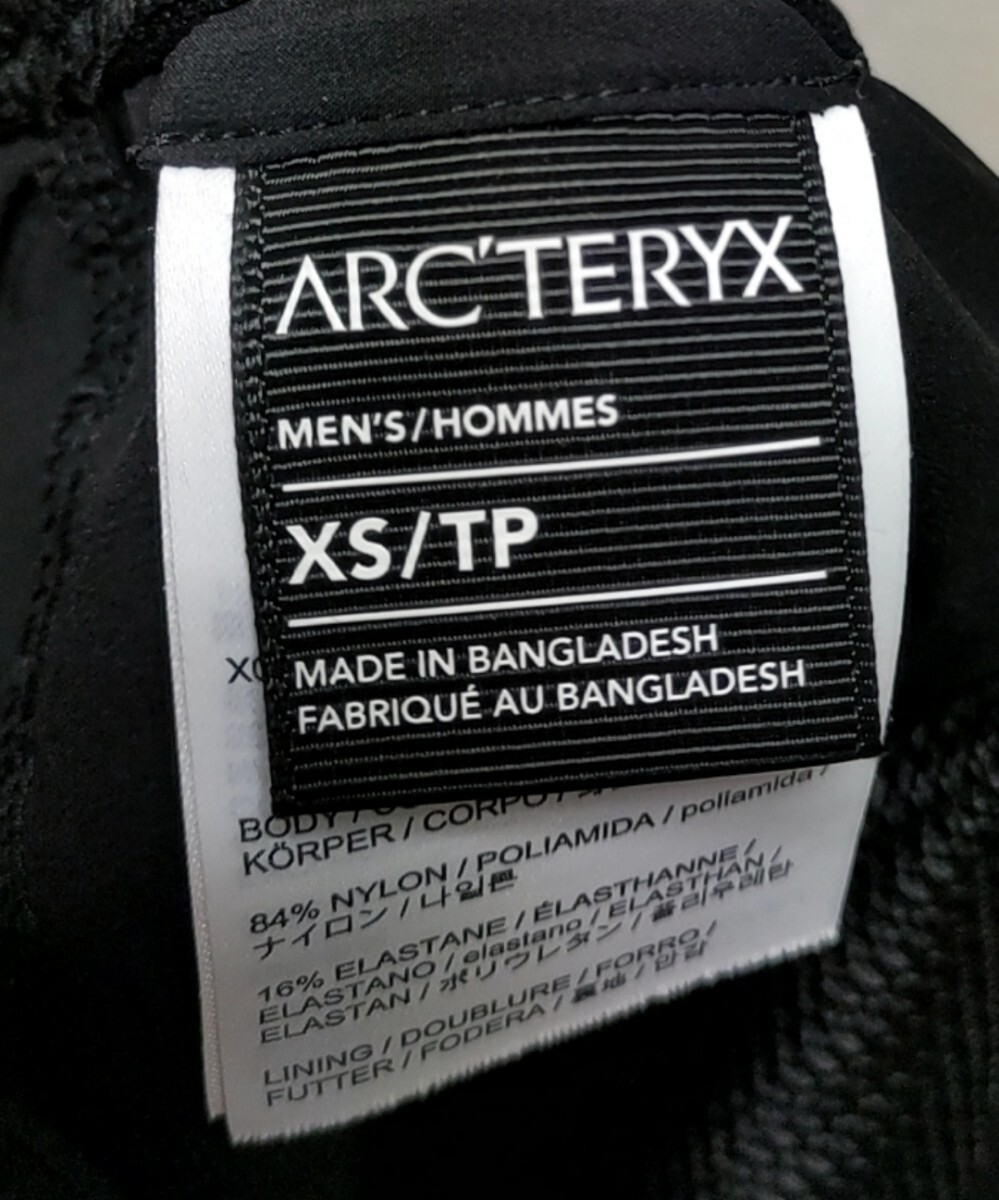 ARC'TERYX
MEN'S/HOMMES
XS/TP
MADE IN BANGLADESH
FABRIQUÉ AU BANGLADESH
BODY /
KÖRPER / CORPO /
84% NYLON / POLIAMIDA / poliamida /
ナイロン / 나일론
16% ELASTANE / ÉLASTHANNE /
ELASTANO / elastano / ELASTHAN /
ELASTAN / ポリウレタン / 폴리우레탄
LINING / DOUBLURE / FORRO /
FUTTER / FODERA / 裏地 / 안감